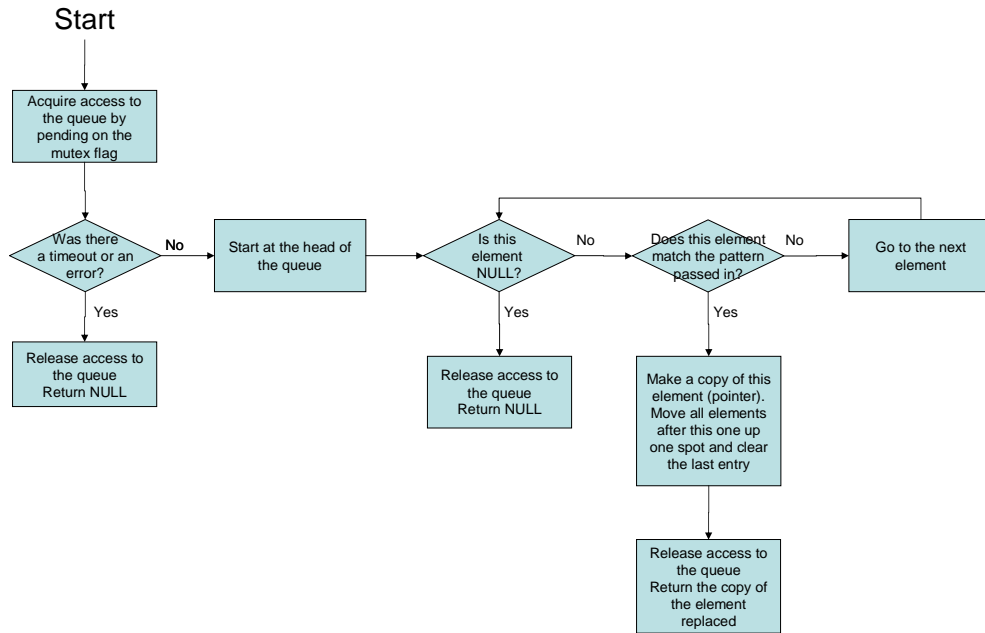 Start
Acquire access to
the queue by
pending on the
mutex flag
Was there
a timeout or an
error?
No
Yes
Release access to
the queue
Return NULL
Start at the head of
the queue
Is this
element
NULL?
No
Yes
Release access to
the queue
Return NULL
Does this element
match the pattern
passed in?
No
Yes
Go to the next
element
Make a copy of this
element (pointer).
Move all elements
after this one up
one spot and clear
the last entry
Release access to
the queue
Return the copy of
the element
replaced